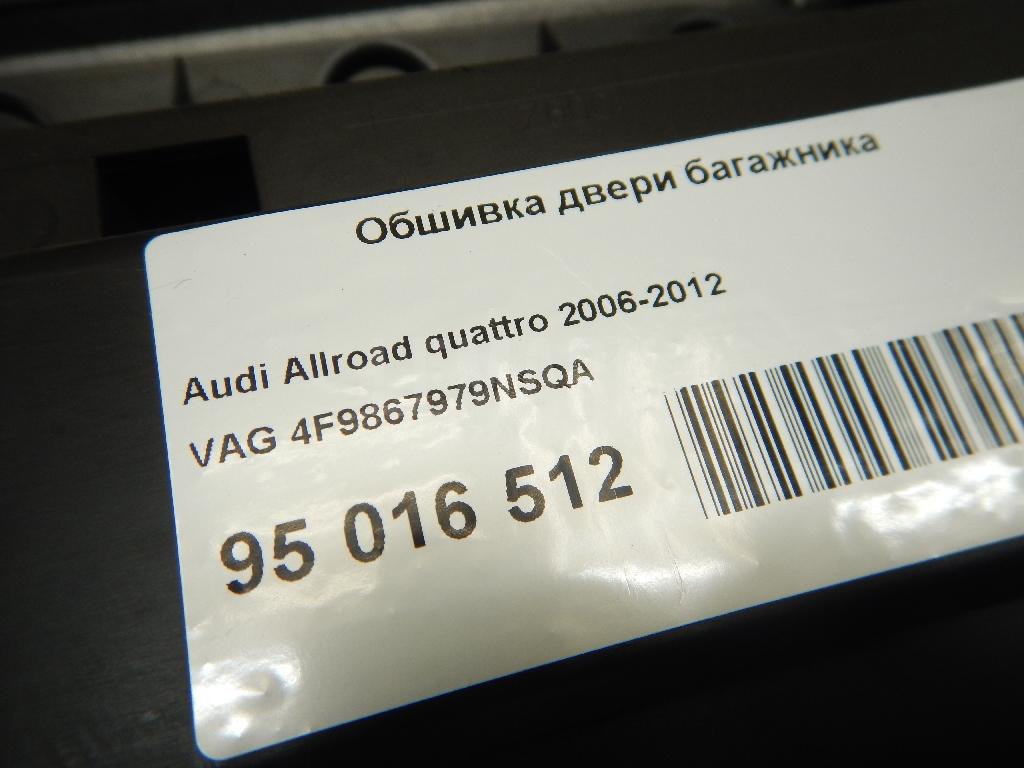 Обшивка двери багажника
Audi Allroad quattro 2006-2012
VAG 4F9867979NSQA
95 016 512